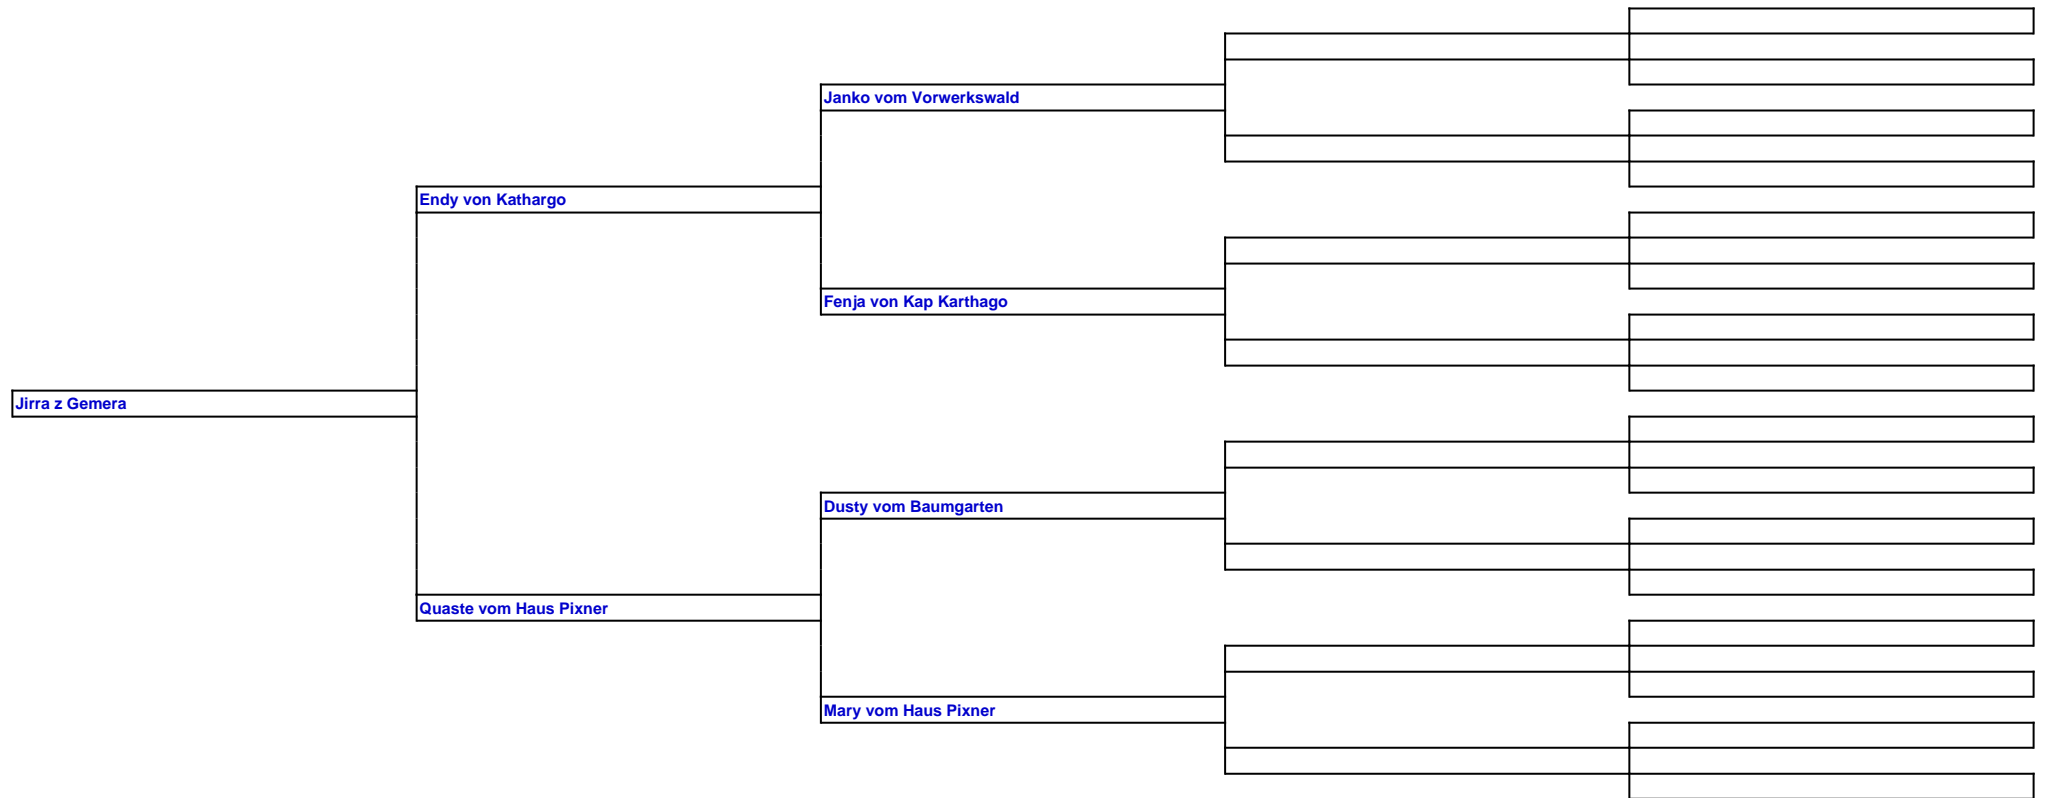 Janko vom Vorwerkswald
Endy von Kathargo
Fenja von Kap Karthago
Jirra z Gemera
Dusty vom Baumgarten
Quaste vom Haus Pixner
Mary vom Haus Pixner